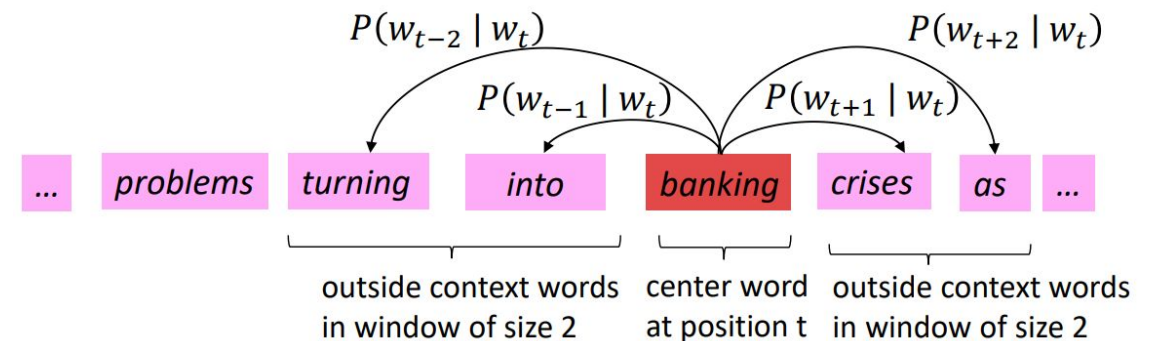 P(w_{t−2} | w_t)
P(w_{t+2} | w_t)
P(w_{t−1} | w_t)
P(w_{t+1} | w_t)
... problems turning into banking crises as ...
outside context words
in window of size 2
center word
at position t
outside context words
in window of size 2